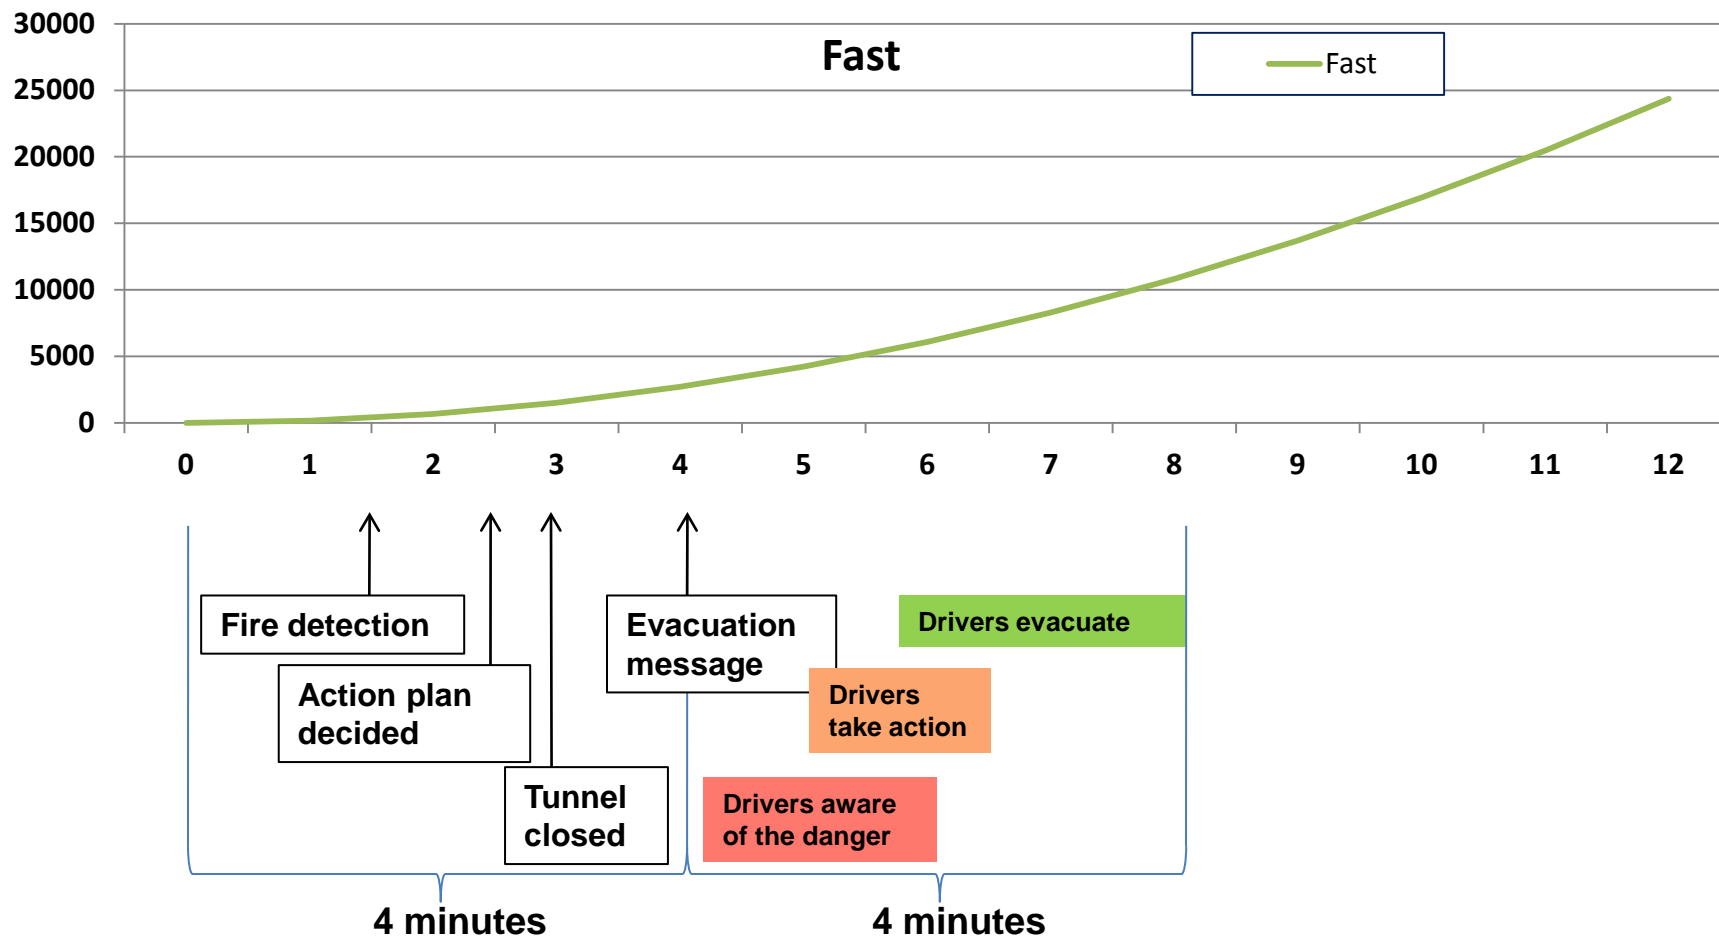 Fast
Fast
30000
25000
20000
15000
10000
5000
0
0 1 2 3 4 5 6 7 8 9 10 11 12
Fire detection
Action plan
decided
Tunnel
closed
Evacuation
message
Drivers evacuate
Drivers
take action
Drivers aware
of the danger
4 minutes
4 minutes